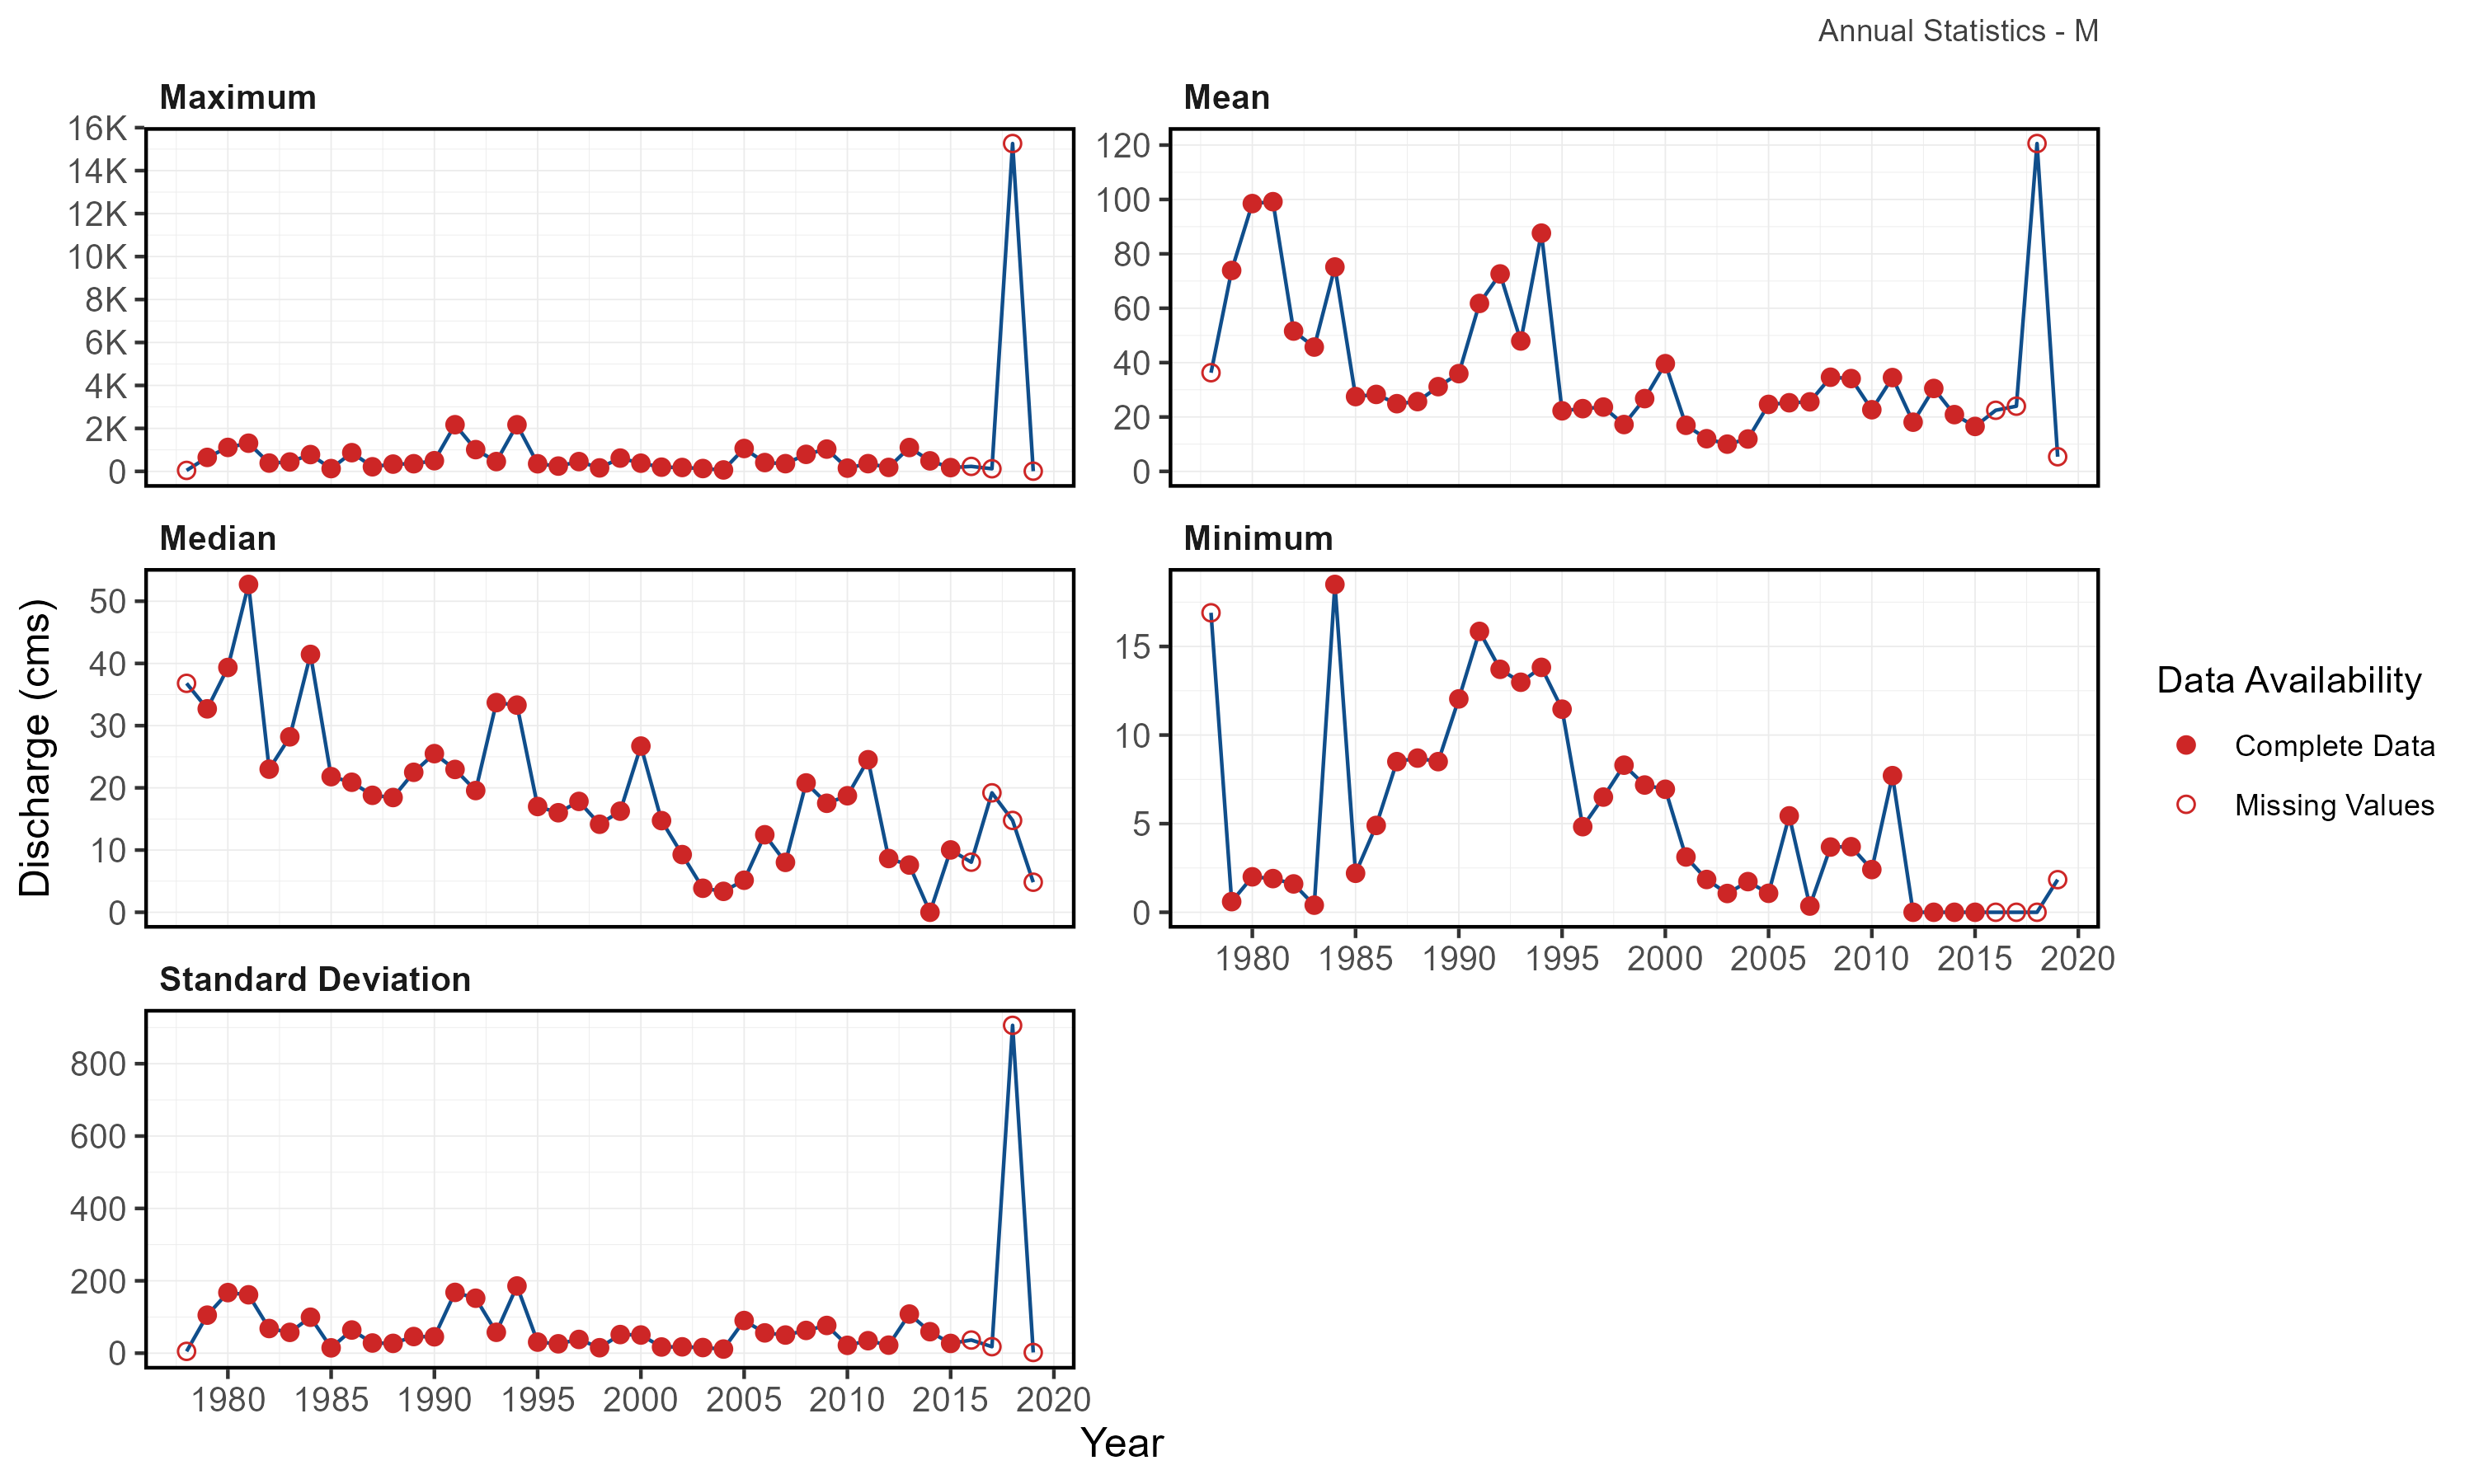 Annual Statistics - M
Maximum
16K
14K
12K
10K
8K
6K
4K
2K
0
Mean
120
100
80
60
40
20
0
Discharge (cms)
Median
50
40
30
20
10
0
Minimum
15
10
5
0
1980 1985 1990 1995 2000 2005 2010 2015 2020
Standard Deviation
800
600
400
200
0
1980 1985 1990 1995 2000 2005 2010 2015 2020
Year
Data Availability
Complete Data
Missing Values